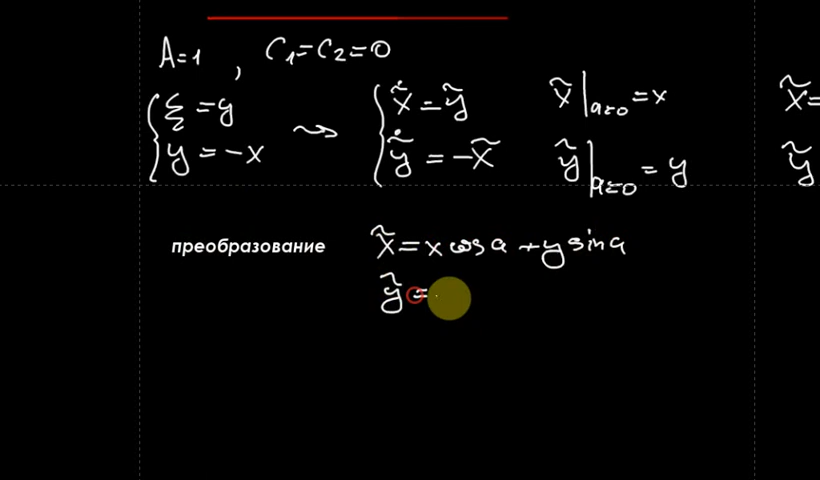 A=1 , C₁=C₂=0
{ξ=y ⇝ {ẋ̃=ỹ x̃|ₐ₌₀=x x̃=
y=-x ẏ̃=-x̃ ỹ|ₐ₌₀=y ỹ
преобразование x̃=x cos a + y sin a
ỹ=